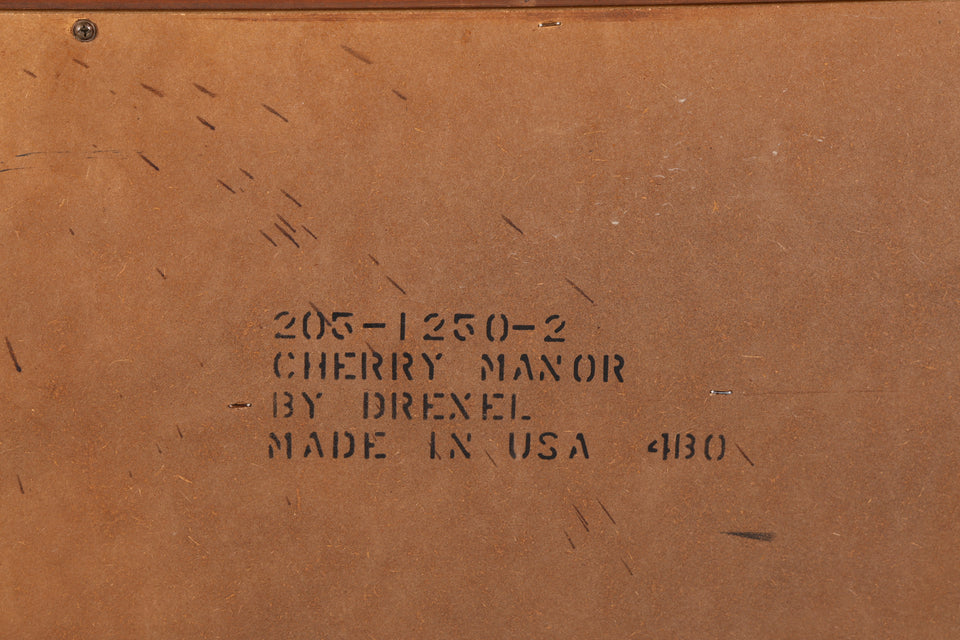 205-1250-2
CHERRY MANOR
BY DREXEL
MADE IN USA 4B0